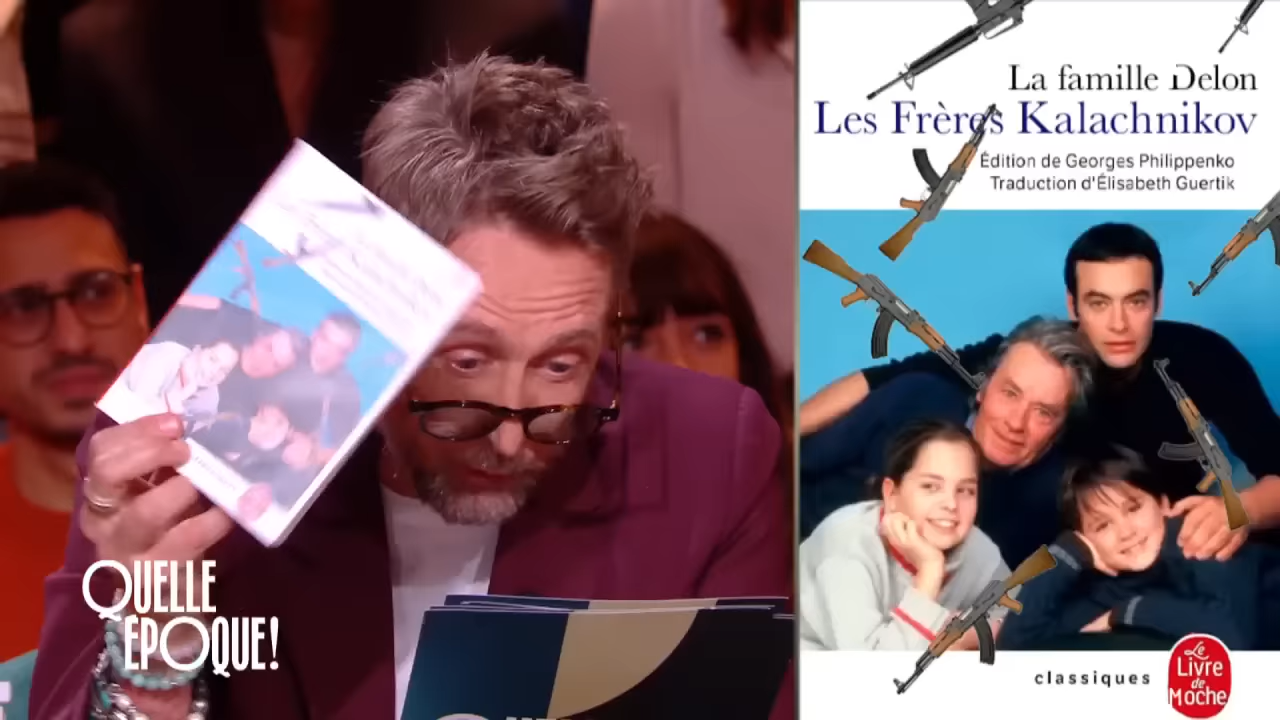 QUELLE
ÉPOQUE!
La famille Delon
Les Frères Kalachnikov
Édition de Georges Philippenko
Traduction d'Élisabeth Guertik
classiques
Le
Livre
de
Moche